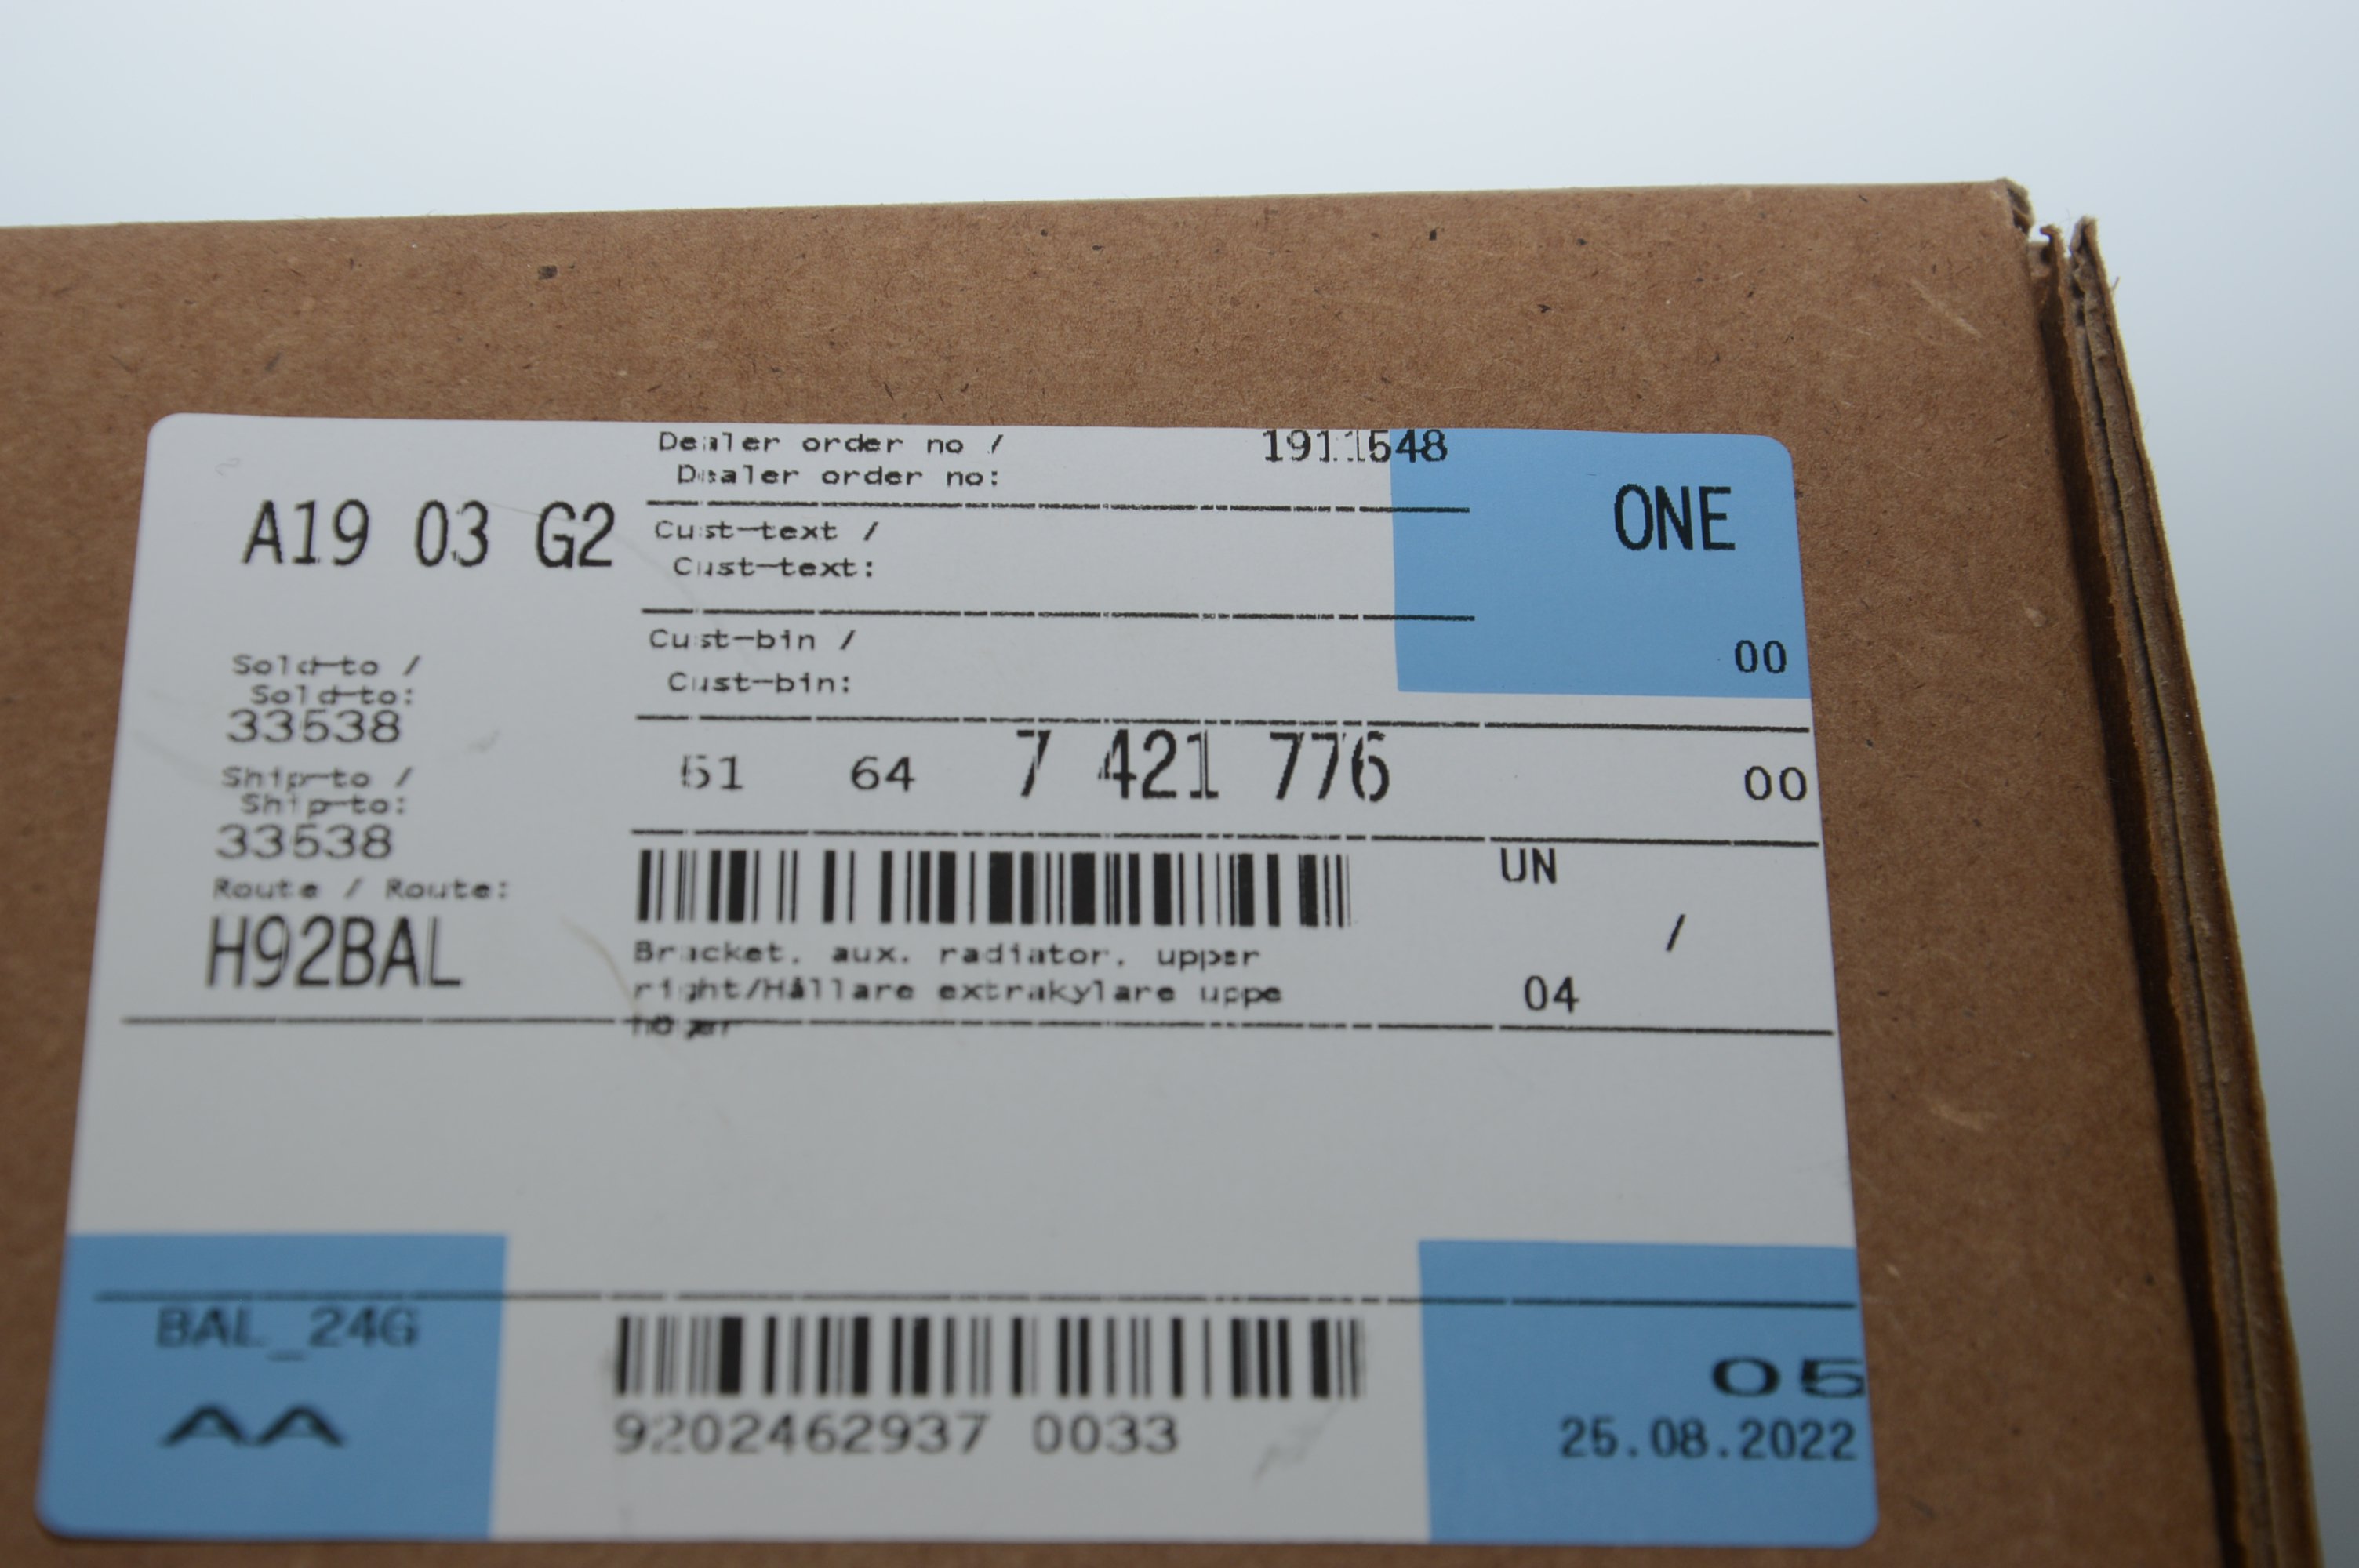 Dealer order no / 1911548
Dealer order no:
A19 03 G2
Cust-text /
Cust-text:
ONE
Cust-bin /
Cust-bin:
00
Sold-to /
Sold-to:
33538
51 64 7 421 776 00
Ship-to /
Ship-to:
33538
Route / Route:
H92BAL
UN
/
04
Bracket, aux. radiator, upper
right/Hållare extrakylare uppe
höger
BAL_24G
AA
9202462937 0033
05
25.08.2022